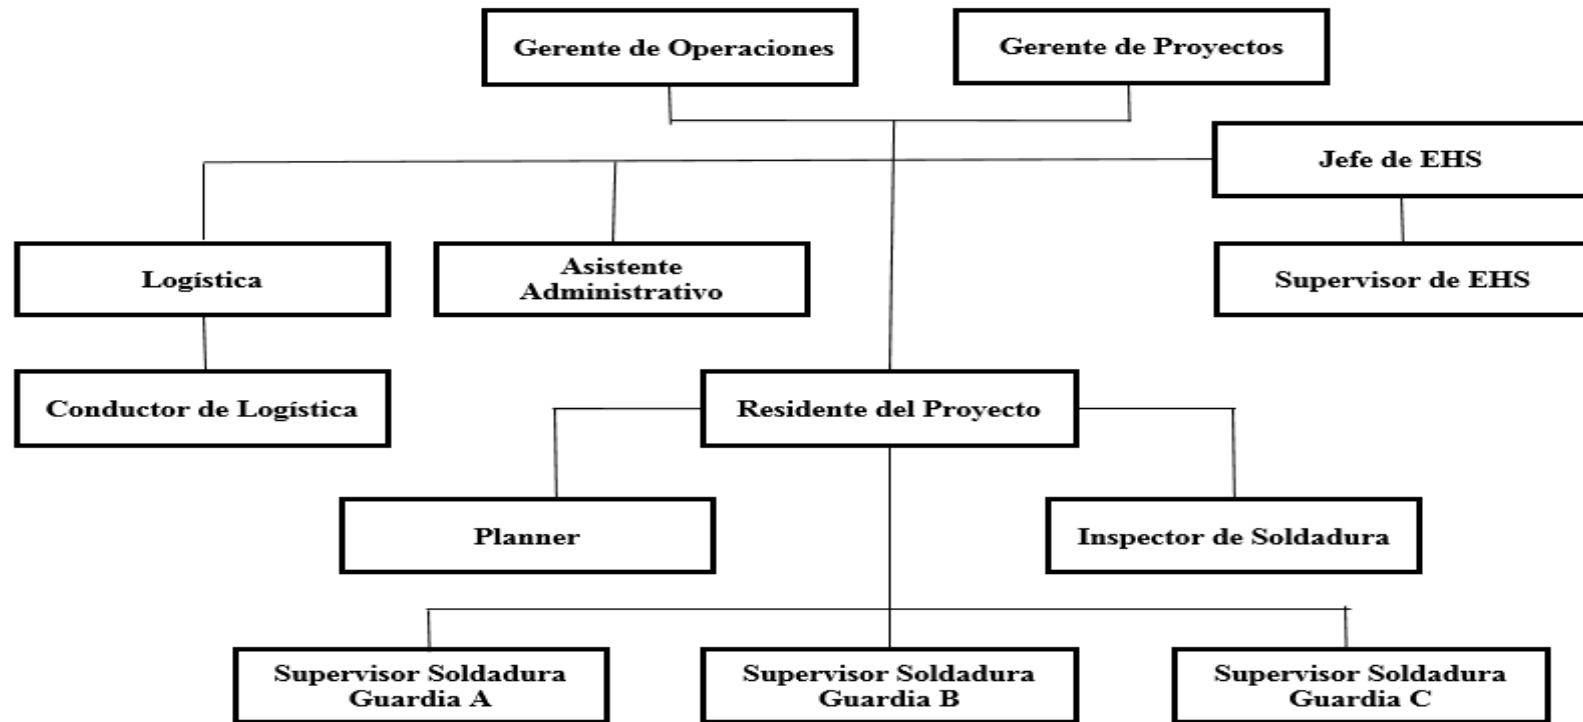 Gerente de Operaciones
Gerente de Proyectos
Jefe de EHS
Logística
Asistente
Administrativo
Supervisor de EHS
Conductor de Logística
Residente del Proyecto
Planner
Inspector de Soldadura
Supervisor Soldadura
Guardia A
Supervisor Soldadura
Guardia B
Supervisor Soldadura
Guardia C